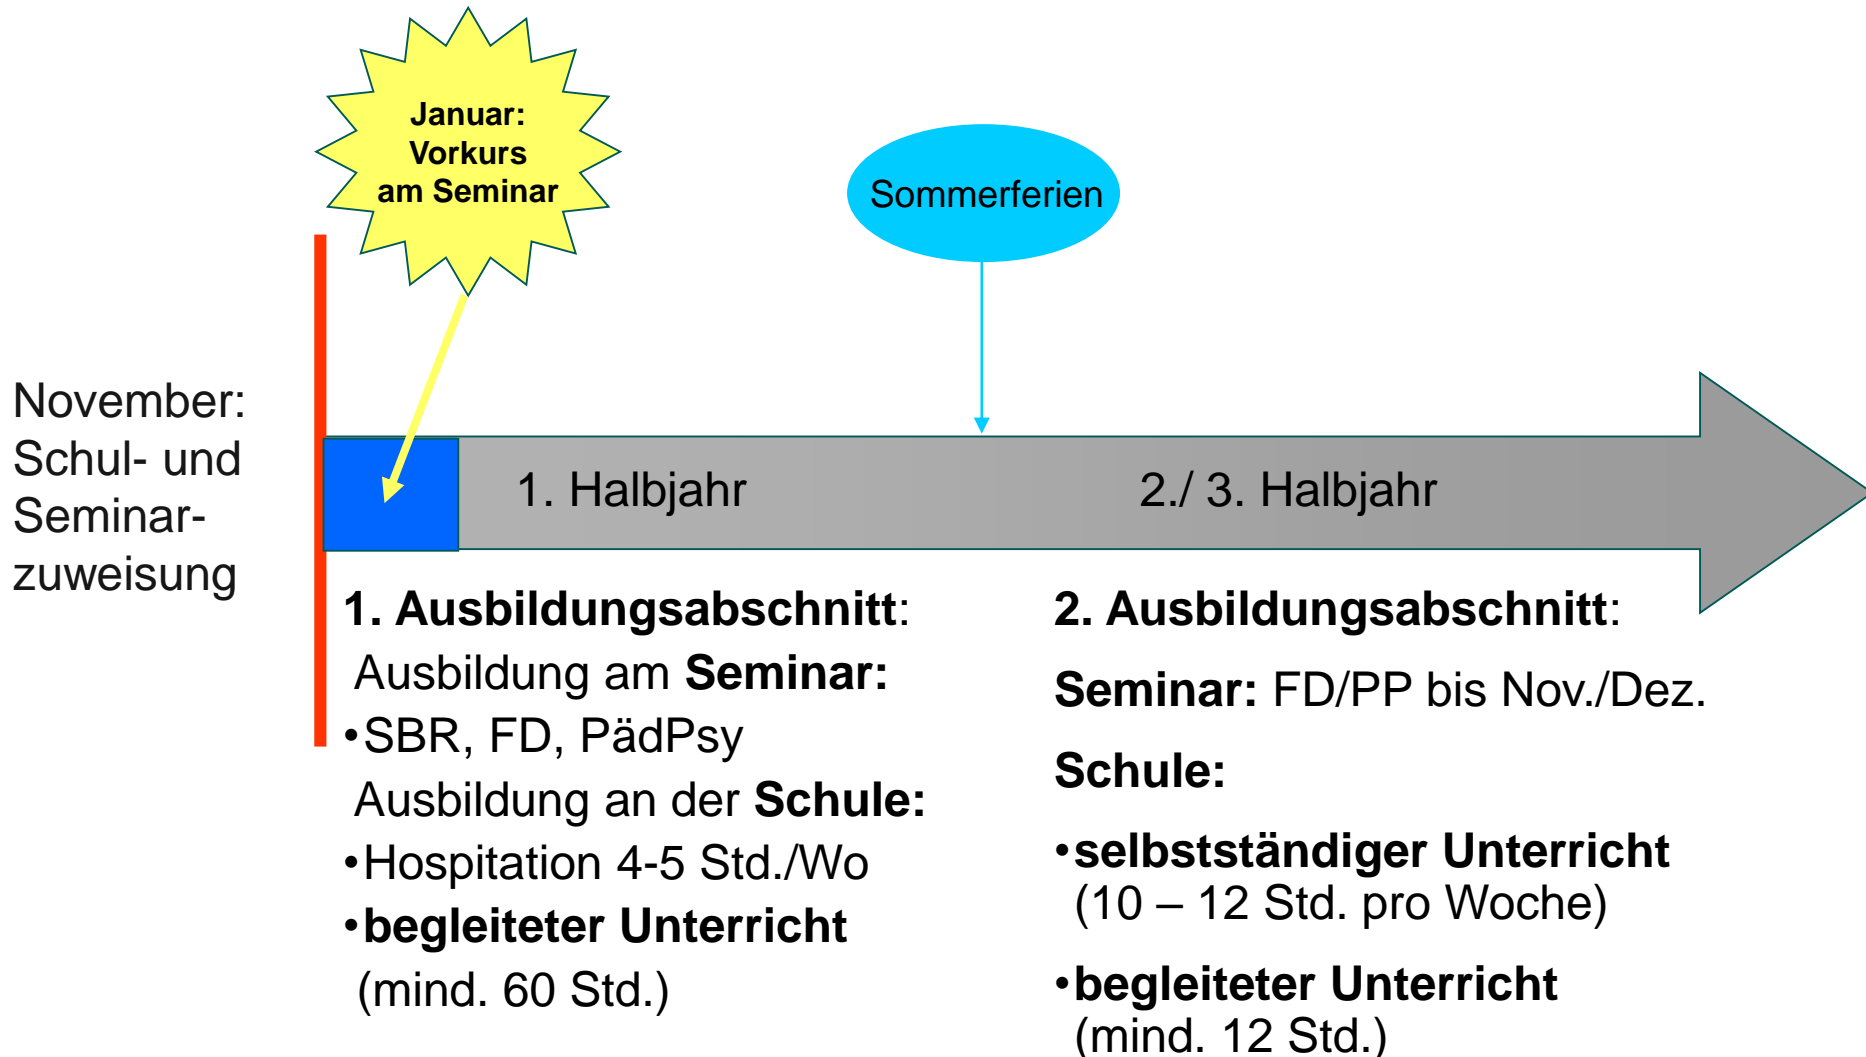 Januar:
Vorkurs
am Seminar
Sommerferien
November:
Schul- und
Seminar-
zuweisung
1. Halbjahr
2./ 3. Halbjahr
1. Ausbildungsabschnitt:
Ausbildung am Seminar:
•SBR, FD, PädPsy
Ausbildung an der Schule:
•Hospitation 4-5 Std./Wo
•begleiteter Unterricht
(mind. 60 Std.)
2. Ausbildungsabschnitt:
Seminar: FD/PP bis Nov./Dez.
Schule:
•selbstständiger Unterricht
(10 – 12 Std. pro Woche)
•begleiteter Unterricht
(mind. 12 Std.)